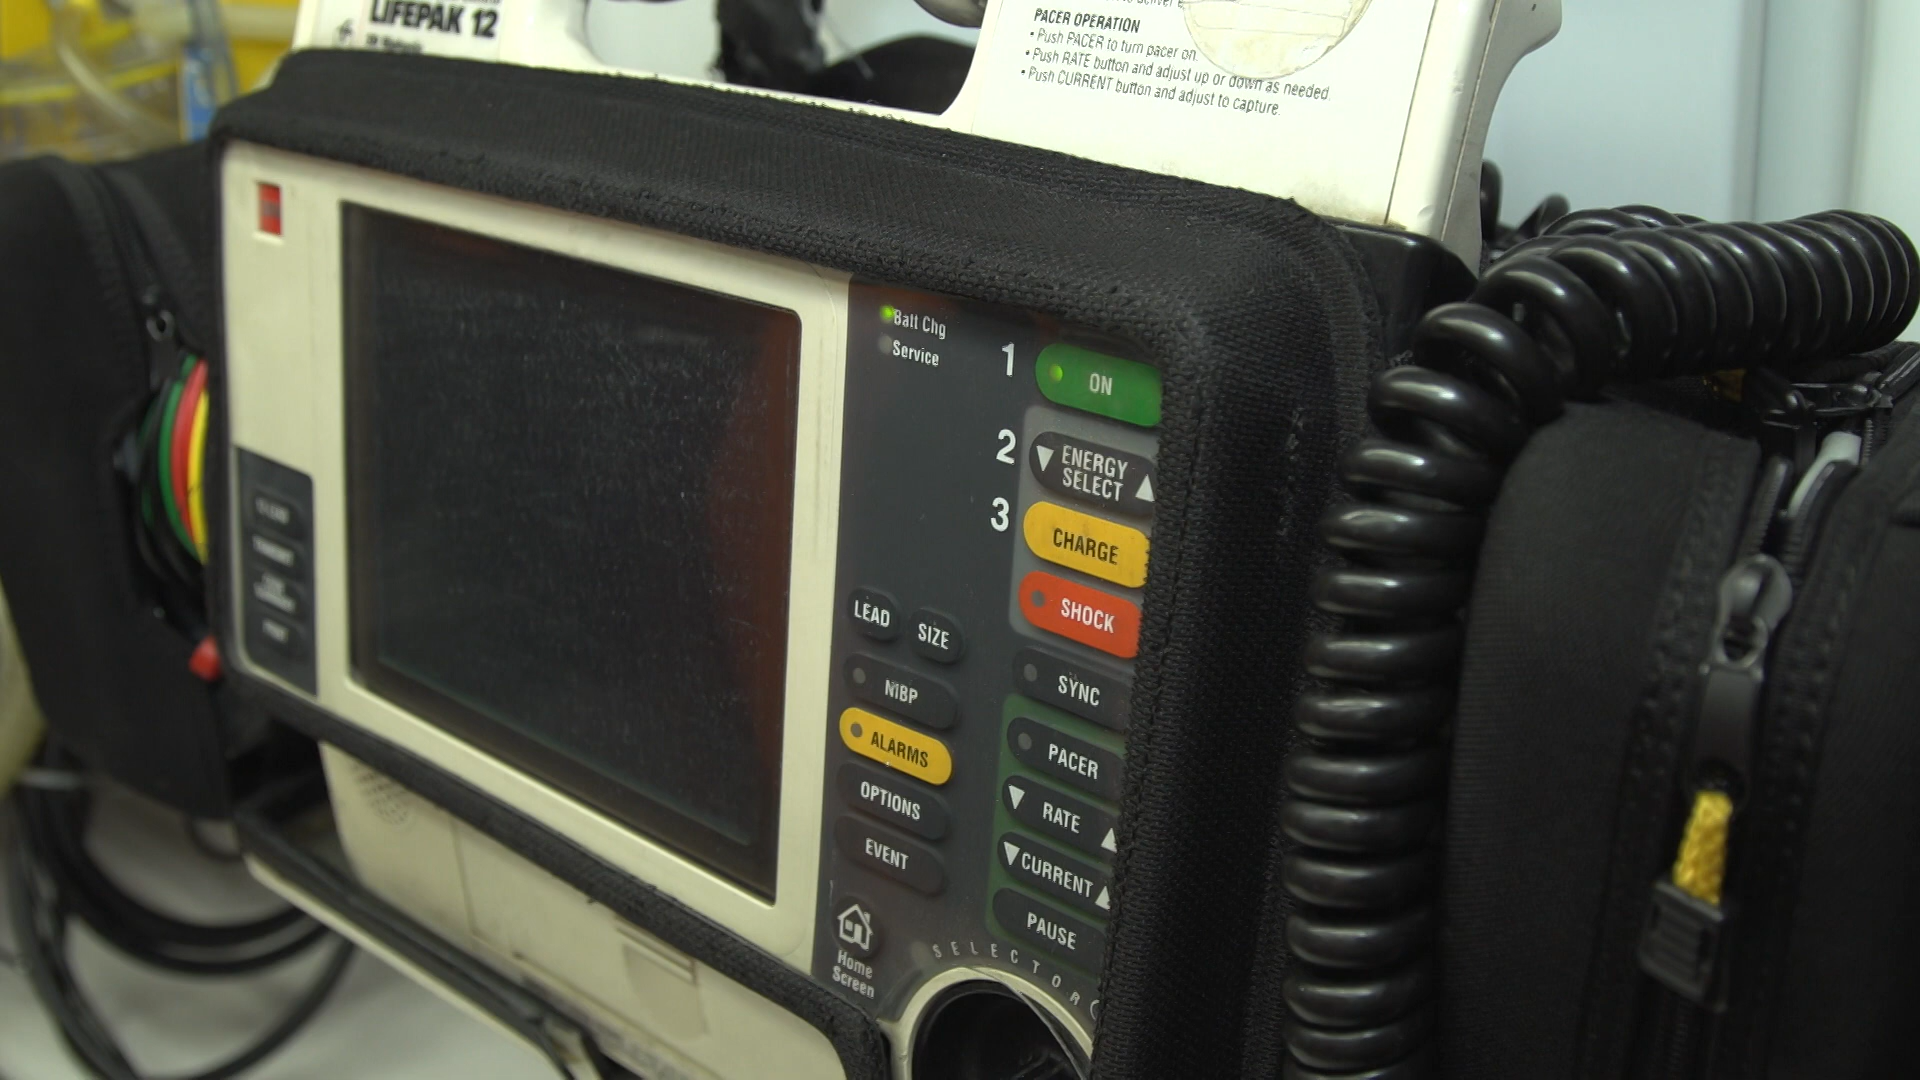 LIFEPAK 12
PACER OPERATION
• Push PACER to turn pacer on.
• Push RATE button and adjust up or down as needed.
• Push CURRENT button and adjust to capture.
Batt Chg
Service
1
ON
2
ENERGY
SELECT
3
CHARGE
SHOCK
LEAD
SIZE
SYNC
NIBP
ALARMS
PACER
OPTIONS
RATE
EVENT
CURRENT
PAUSE
Home
Screen
SELECTOR